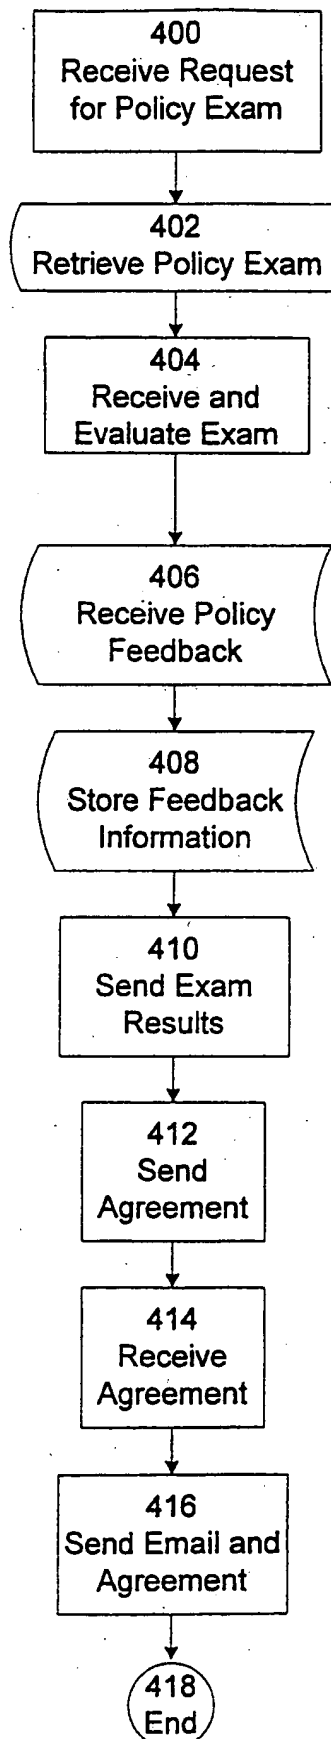 400
Receive Request
for Policy Exam
402
Retrieve Policy Exam
404
Receive and
Evaluate Exam
406
Receive Policy
Feedback
408
Store Feedback
Information
410
Send Exam
Results
412
Send
Agreement
414
Receive
Agreement
416
Send Email and
Agreement
418
End